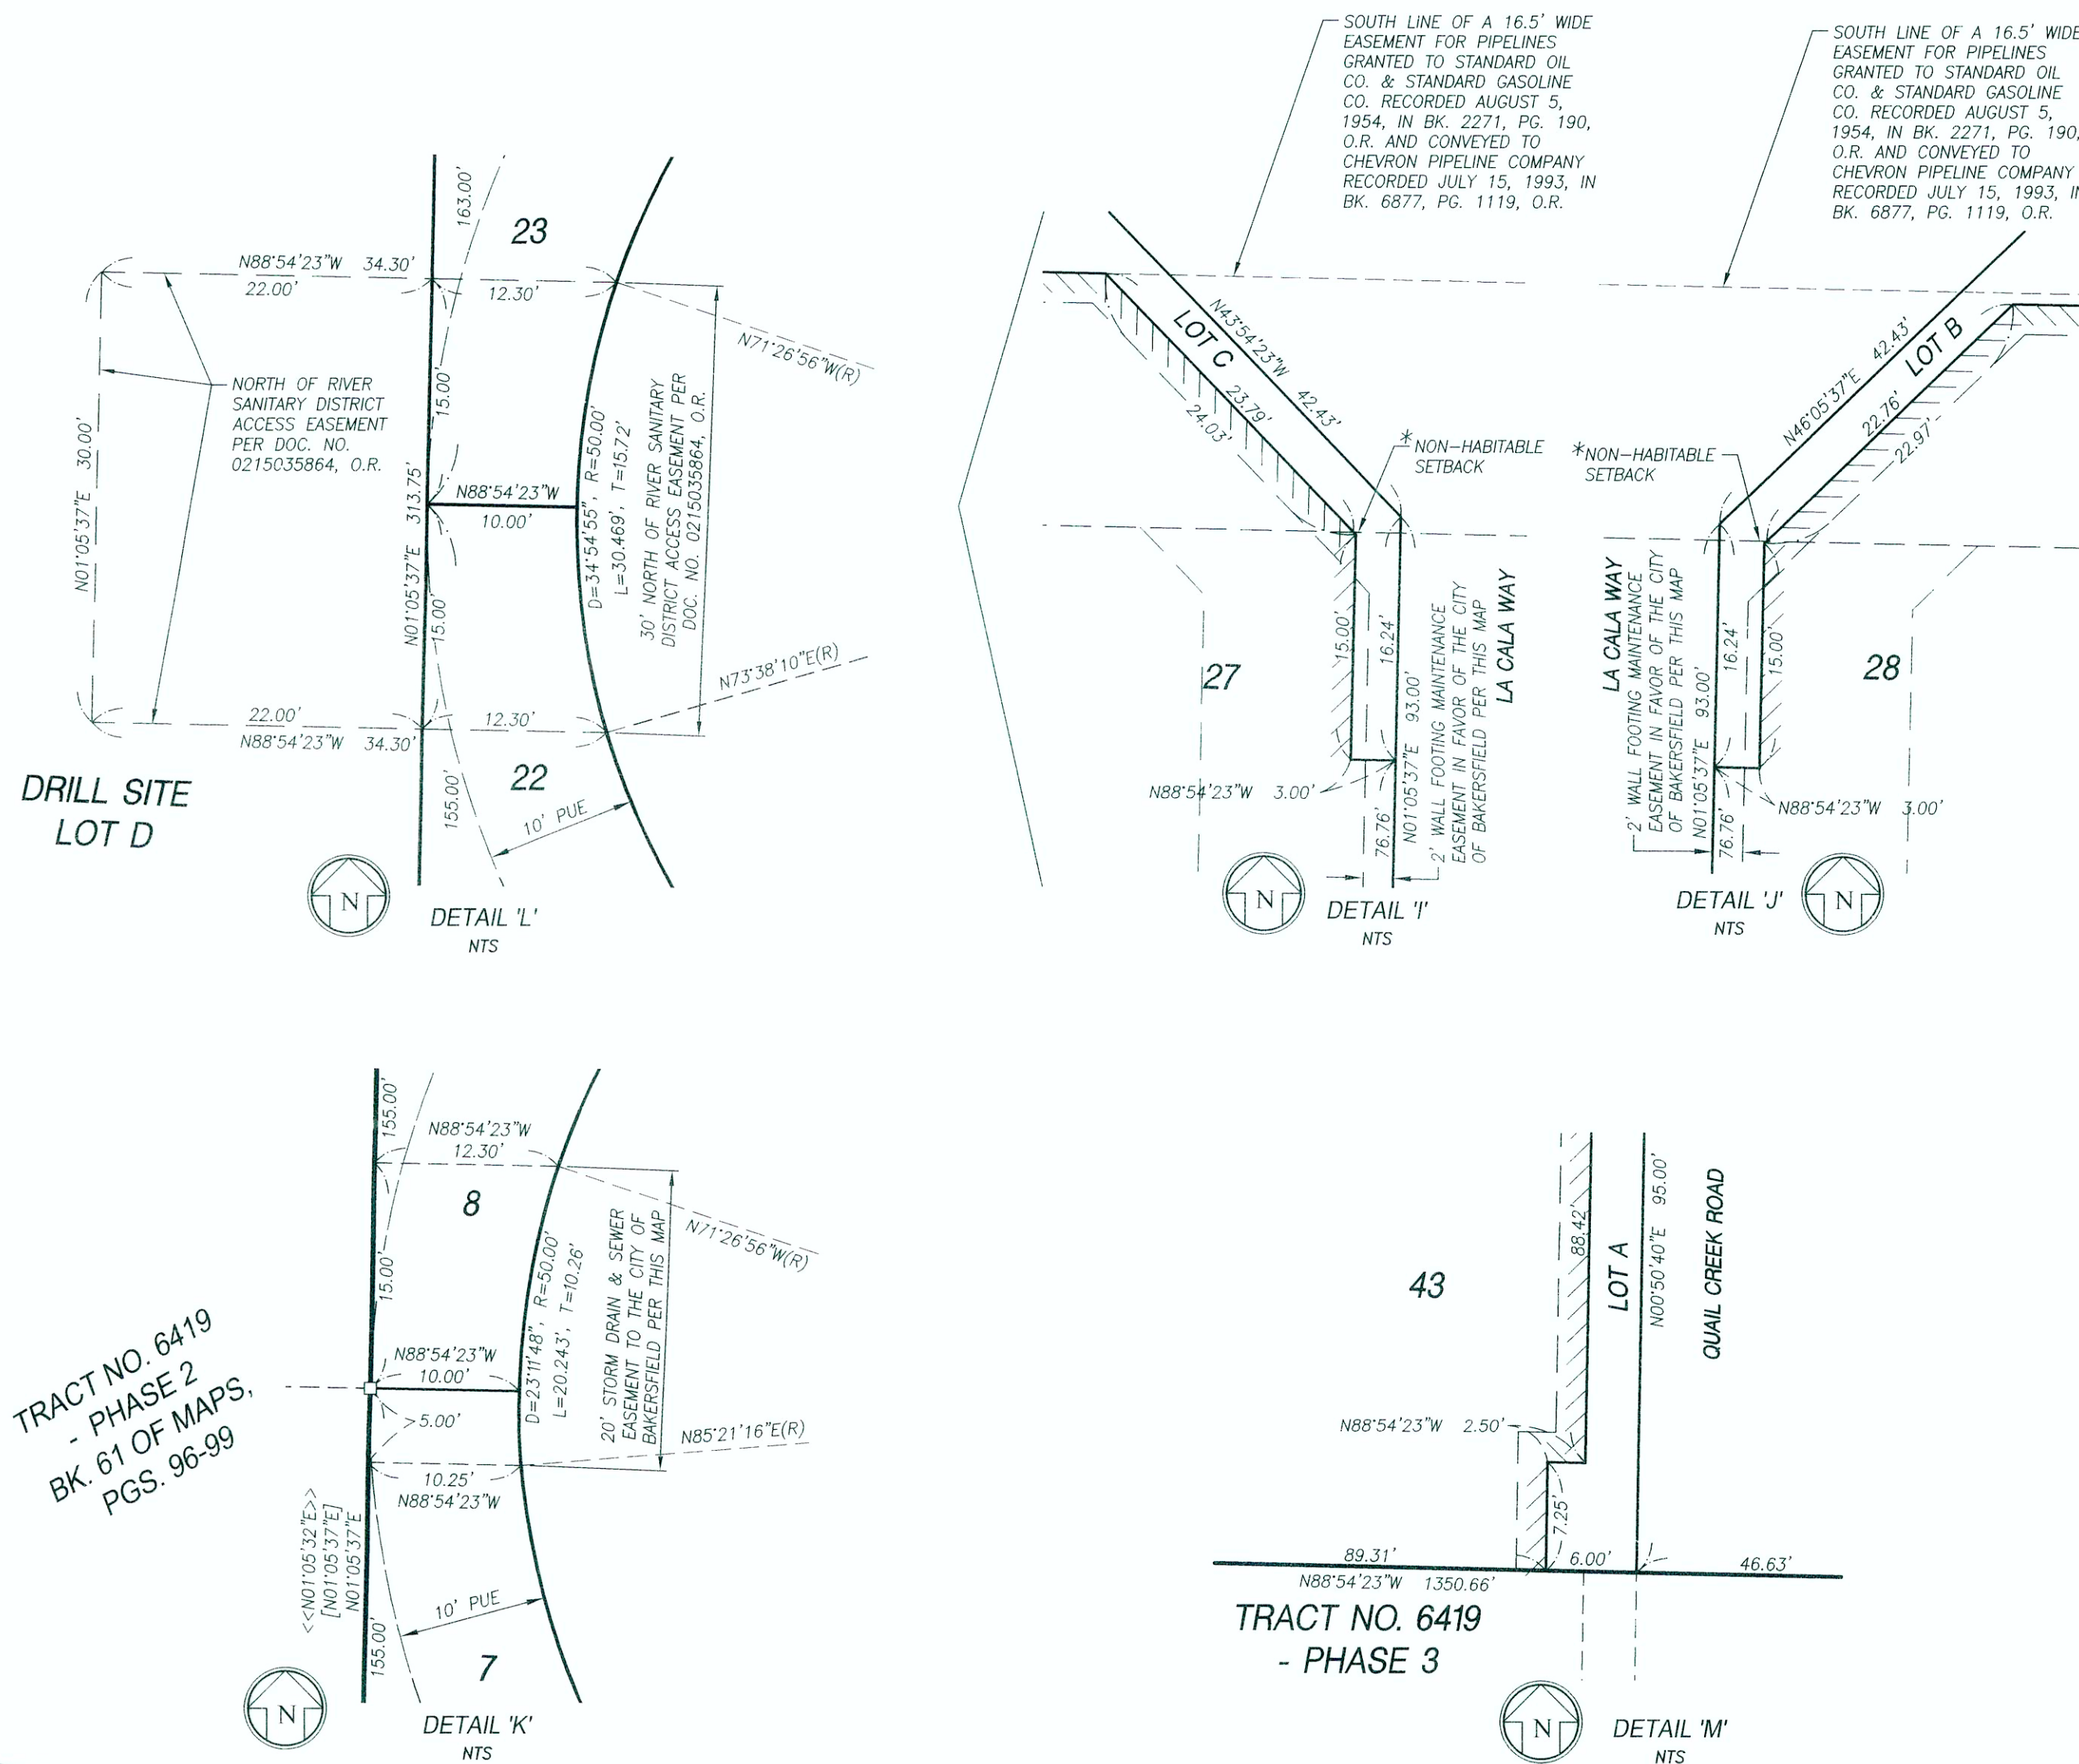 163.00'
23
N88°54'23"W 34.30'
22.00'
12.30'
N71°26'56"W(R)
NORTH OF RIVER
SANITARY DISTRICT
ACCESS EASEMENT
PER DOC. NO.
0215035864, O.R.
N01°05'37"E 30.00'
15.00'
N01°05'37"E 313.75'
N88°54'23"W
10.00'
D=34°54'55", R=50.00'
L=30.469', T=15.72'
30' NORTH OF RIVER SANITARY
DISTRICT ACCESS EASEMENT PER
DOC. NO. 0215035864, O.R.
15.00'
N73°38'10"E(R)
22.00'
12.30'
N88°54'23"W 34.30'
155.00'
22
10' PUE
DRILL SITE
LOT D
N
DETAIL 'L'
NTS
SOUTH LINE OF A 16.5' WIDE
EASEMENT FOR PIPELINES
GRANTED TO STANDARD OIL
CO. & STANDARD GASOLINE
CO. RECORDED AUGUST 5,
1954, IN BK. 2271, PG. 190,
O.R. AND CONVEYED TO
CHEVRON PIPELINE COMPANY
RECORDED JULY 15, 1993, IN
BK. 6877, PG. 1119, O.R.
LOT C
N43°54'23"W 42.43'
23.79'
24.03'
*NON-HABITABLE
SETBACK
27
15.00'
16.24'
N01°05'37"E 93.00'
2' WALL FOOTING MAINTENANCE
EASEMENT IN FAVOR OF THE CITY
OF BAKERSFIELD PER THIS MAP
LA CALA WAY
N88°54'23"W 3.00'
76.76'
N
DETAIL 'I'
NTS
SOUTH LINE OF A 16.5' WIDE
EASEMENT FOR PIPELINES
GRANTED TO STANDARD OIL
CO. & STANDARD GASOLINE
CO. RECORDED AUGUST 5,
1954, IN BK. 2271, PG. 190,
O.R. AND CONVEYED TO
CHEVRON PIPELINE COMPANY
RECORDED JULY 15, 1993, IN
BK. 6877, PG. 1119, O.R.
N46°05'37"E 42.43'
LOT B
22.76'
22.97'
*NON-HABITABLE
SETBACK
LA CALA WAY
2' WALL FOOTING MAINTENANCE
EASEMENT IN FAVOR OF THE CITY
OF BAKERSFIELD PER THIS MAP
N01°05'37"E 93.00'
16.24'
15.00'
28
N88°54'23"W 3.00'
76.76'
DETAIL 'J'
NTS
N
155.00'
N88°54'23"W
12.30'
8
15.00'
N71°26'56"W(R)
D=23°11'48", R=50.00'
L=20.243', T=10.26'
20' STORM DRAIN & SEWER
EASEMENT TO THE CITY OF
BAKERSFIELD PER THIS MAP
N88°54'23"W
10.00'
5.00'
N85°21'16"E(R)
10.25'
N88°54'23"W
TRACT NO. 6419
- PHASE 2
BK. 61 OF MAPS,
PGS. 96-99
<<N01°05'32"E>>
[N01°05'37"E]
N01°05'37"E
155.00'
10' PUE
7
N
DETAIL 'K'
NTS
43
88.42'
LOT A
N00°50'40"E 95.00'
QUAIL CREEK ROAD
N88°54'23"W 2.50'
7.25'
89.31'
6.00'
46.63'
N88°54'23"W 1350.66'
TRACT NO. 6419
- PHASE 3
N
DETAIL 'M'
NTS